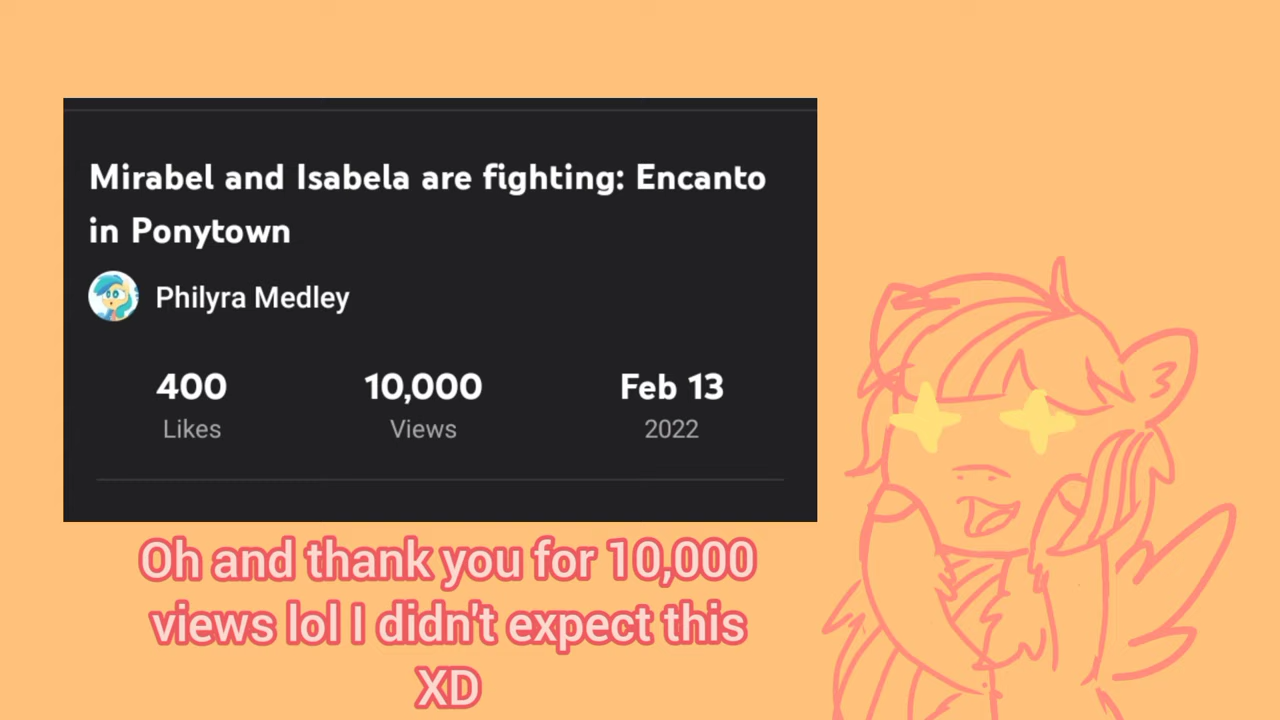 Mirabel and Isabela are fighting: Encanto
in Ponytown
Philyra Medley
400
10,000
Feb 13
Likes
Views
2022
Oh and thank you for 10,000
views lol I didn't expect this
XD